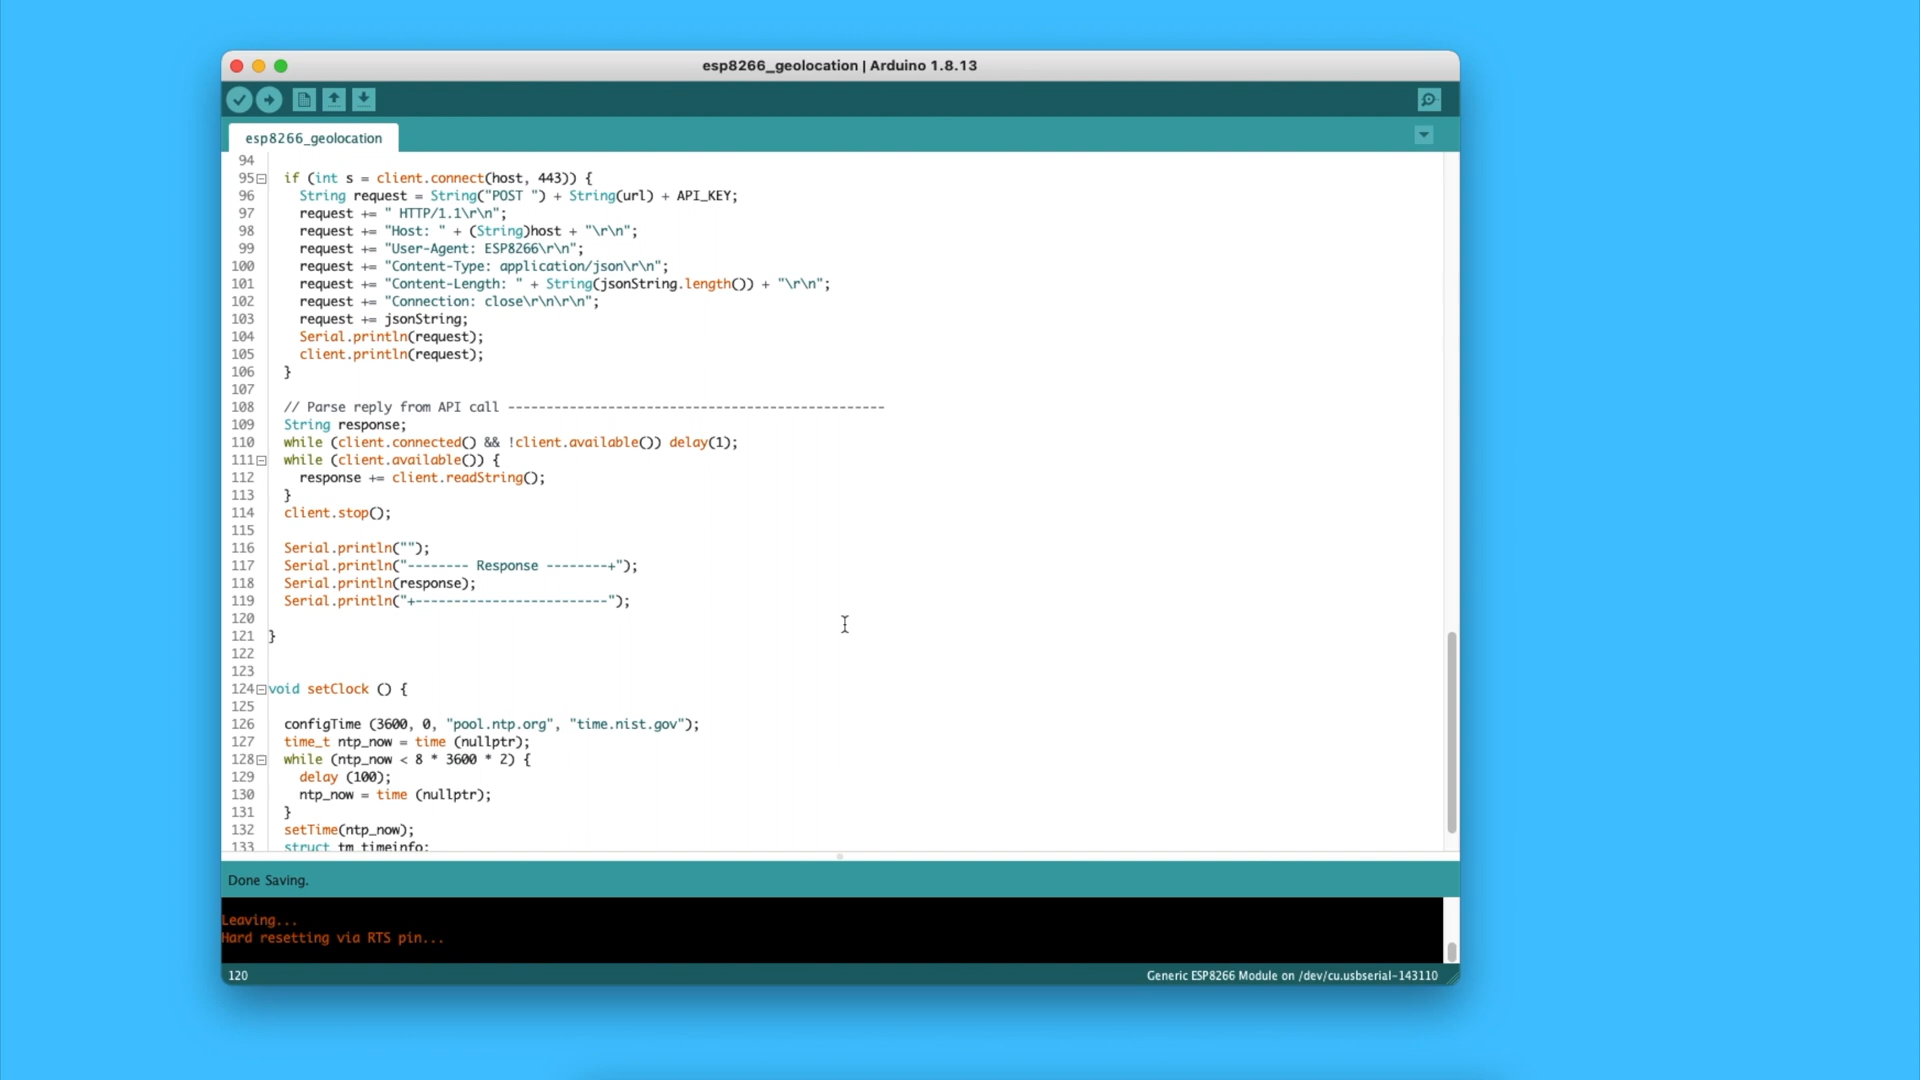 esp8266_geolocation | Arduino 1.8.13
esp8266_geolocation
94
95 if (int s = client.connect(host, 443)) {
96 String request = String("POST ") + String(url) + API_KEY;
97 request += " HTTP/1.1\r\n";
98 request += "Host: " + (String)host + "\r\n";
99 request += "User-Agent: ESP8266\r\n";
100 request += "Content-Type: application/json\r\n";
101 request += "Content-Length: " + String(jsonString.length()) + "\r\n";
102 request += "Connection: close\r\n\r\n";
103 request += jsonString;
104 Serial.println(request);
105 client.println(request);
106 }
107
108 // Parse reply from API call -------------------------------------------------
109 String response;
110 while (client.connected() && !client.available()) delay(1);
111 while (client.available()) {
112 response += client.readString();
113 }
114 client.stop();
115
116 Serial.println("");
117 Serial.println("-------- Response --------+");
118 Serial.println(response);
119 Serial.println("+-------------------------");
120
121 }
122
123
124 void setClock () {
125
126 configTime (3600, 0, "pool.ntp.org", "time.nist.gov");
127 time_t ntp_now = time (nullptr);
128 while (ntp_now < 8 * 3600 * 2) {
129 delay (100);
130 ntp_now = time (nullptr);
131 }
132 setTime(ntp_now);
133 struct tm timeinfo;
Done Saving.
Leaving...
Hard resetting via RTS pin...
120 Generic ESP8266 Module on /dev/cu.usbserial-143110